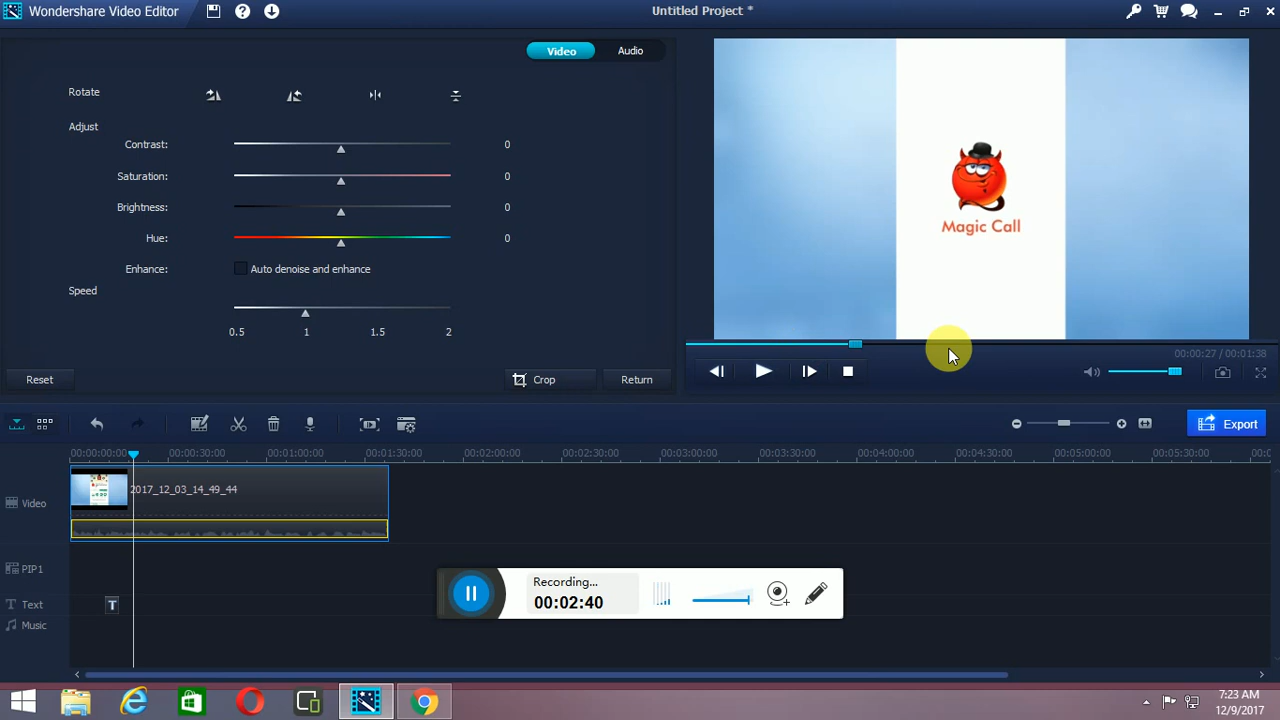 Wondershare Video Editor
Untitled Project *
Video Audio
Rotate
Adjust
Contrast: 0
Saturation: 0
Brightness: 0
Hue: 0
Enhance: Auto denoise and enhance
Speed
0.5 1 1.5 2
Reset Crop Return
Magic Call
00:00:27 / 00:01:38
Export
00:00:00:00 00:00:30:00 00:01:00:00 00:01:30:00 00:02:00:00 00:02:30:00 00:03:00:00 00:03:30:00 00:04:00:00 00:04:30:00 00:05:00:00 00:05:30:00 00:0
Video 2017_12_03_14_49_44
PIP1
Text T
Music
Recording...
00:02:40
7:23 AM
12/9/2017